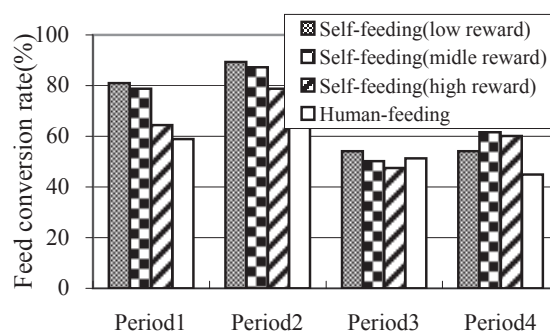 Feed conversion rate(%)
100
80
60
40
20
0
Self-feeding(low reward)
Self-feeding(midle reward)
Self-feeding(high reward)
Human-feeding
Period1 Period2 Period3 Period4